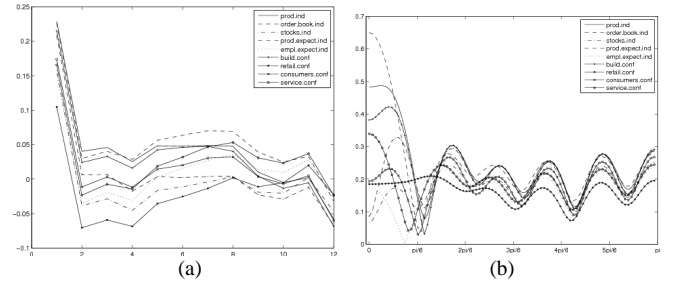 0.25
0.2
0.15
0.1
0.05
0
−0.05
−0.1
0 2 4 6 8 10 12
prod.ind
order.book.ind
stocks.ind
prod.expect.ind
empl.expect.ind
build.conf
retail.conf
consumers.conf
service.conf
(a)
0.7
0.6
0.5
0.4
0.3
0.2
0.1
0
0 pi/6 2pi/6 3pi/6 4pi/6 5pi/6 pi
prod.ind
order.book.ind
stocks.ind
prod.expect.ind
empl.expect.ind
build.conf
retail.conf
consumers.conf
service.conf
(b)